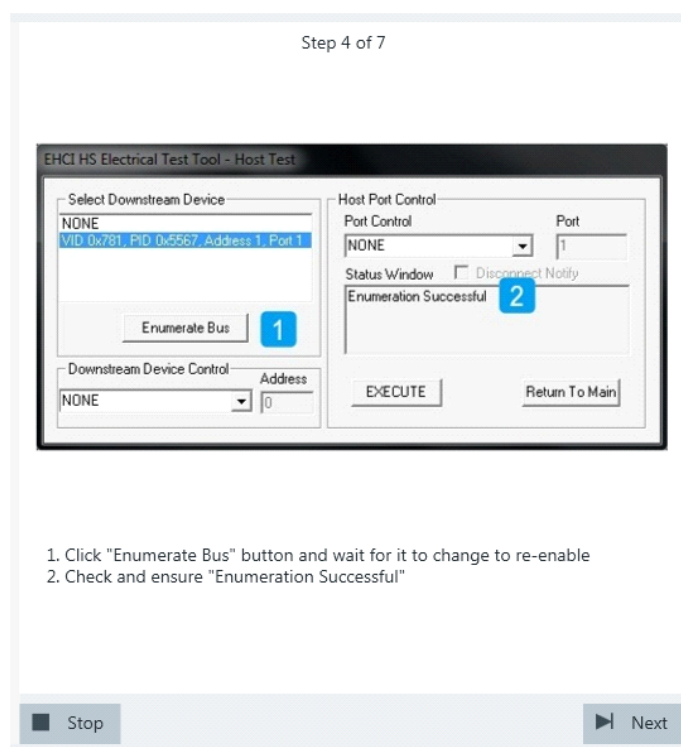 Step 4 of 7
EHCI HS Electrical Test Tool - Host Test
Select Downstream Device
NONE
VID 0x781, PID 0x5567, Address 1, Port 1
Enumerate Bus
1
Downstream Device Control
Address
NONE
0
Host Port Control
Port Control
Port
NONE
1
Status Window
Disconnect Notify
Enumeration Successful
2
EXECUTE
Return To Main
1. Click "Enumerate Bus" button and wait for it to change to re-enable
2. Check and ensure "Enumeration Successful"
Stop
Next